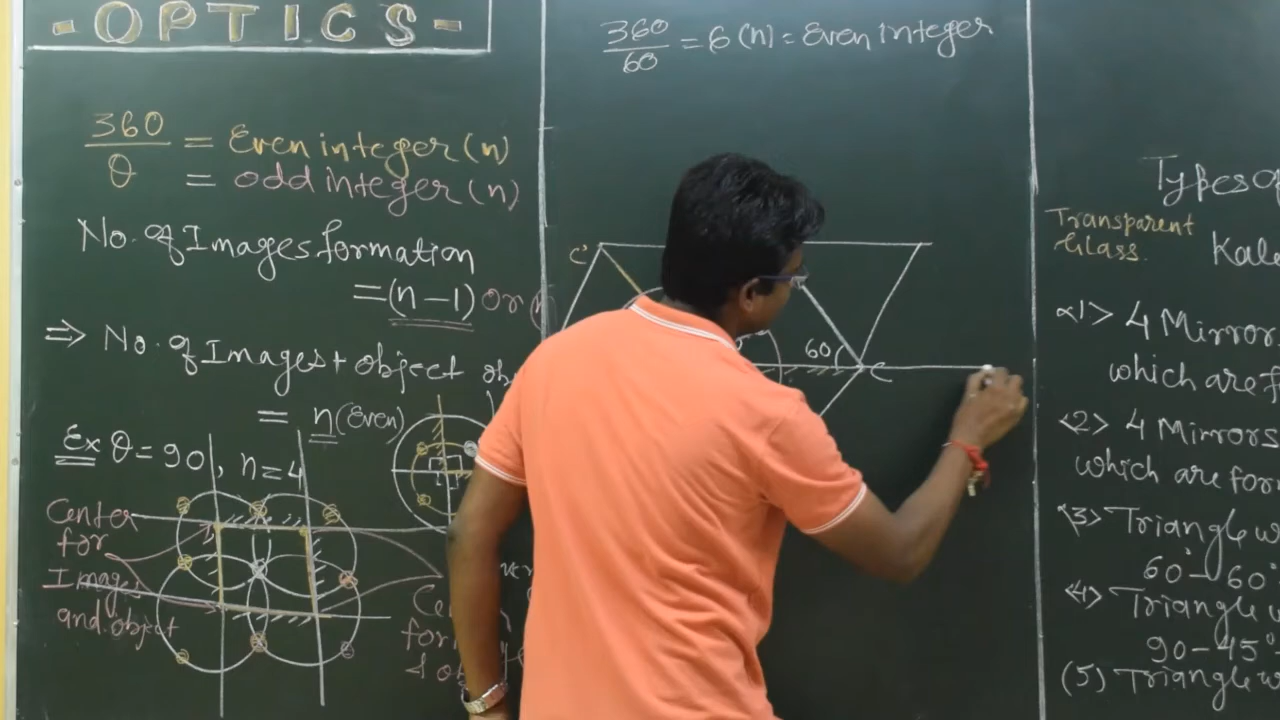 - OPTICS -
360/θ = Even integer (n)
= odd integer (n)
No. of Images formation
= (n-1) or
⇒ No. of Images + object
= n (Even)
Ex θ = 90, n = 4
Center
for
Image
and object
360/60 = 6 (n) = Even integer
C'
60
C
Types
Transparent
Glass.
<1> 4 Mirrors
which are
<2> 4 Mirrors
which are
<3> Triangle
60° - 60°
<4> Triangle
90 - 45°
(5) Triangle